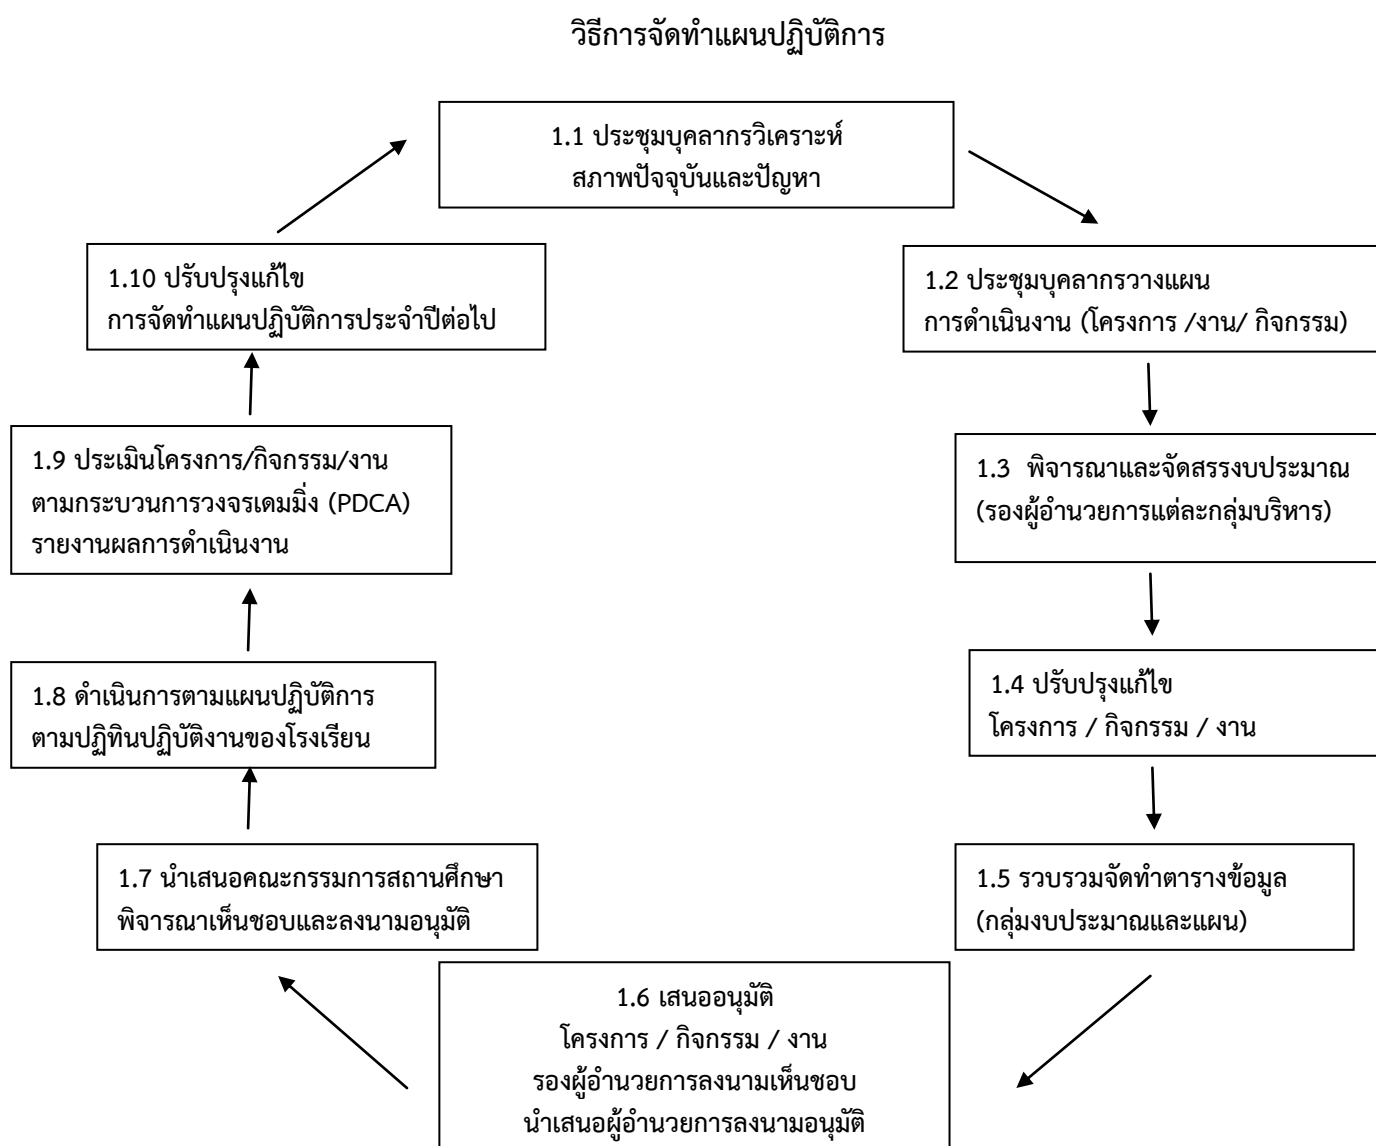 วิธีการจัดทำแผนปฏิบัติการ
1.1 ประชุมบุคลากรวิเคราะห์
สภาพปัจจุบันและปัญหา
1.2 ประชุมบุคลากรวางแผน
การดำเนินงาน (โครงการ /งาน/ กิจกรรม)
1.3 พิจารณาและจัดสรรงบประมาณ
(รองผู้อำนวยการแต่ละกลุ่มบริหาร)
1.4 ปรับปรุงแก้ไข
โครงการ / กิจกรรม / งาน
1.5 รวบรวมจัดทำตารางข้อมูล
(กลุ่มงบประมาณและแผน)
1.6 เสนออนุมัติ
โครงการ / กิจกรรม / งาน
รองผู้อำนวยการลงนามเห็นชอบ
นำเสนอผู้อำนวยการลงนามอนุมัติ
1.7 นำเสนอคณะกรรมการสถานศึกษา
พิจารณาเห็นชอบและลงนามอนุมัติ
1.8 ดำเนินการตามแผนปฏิบัติการ
ตามปฏิทินปฏิบัติงานของโรงเรียน
1.9 ประเมินโครงการ/กิจกรรม/งาน
ตามกระบวนการวงจรเดมมิ่ง (PDCA)
รายงานผลการดำเนินงาน
1.10 ปรับปรุงแก้ไข
การจัดทำแผนปฏิบัติการประจำปีต่อไป